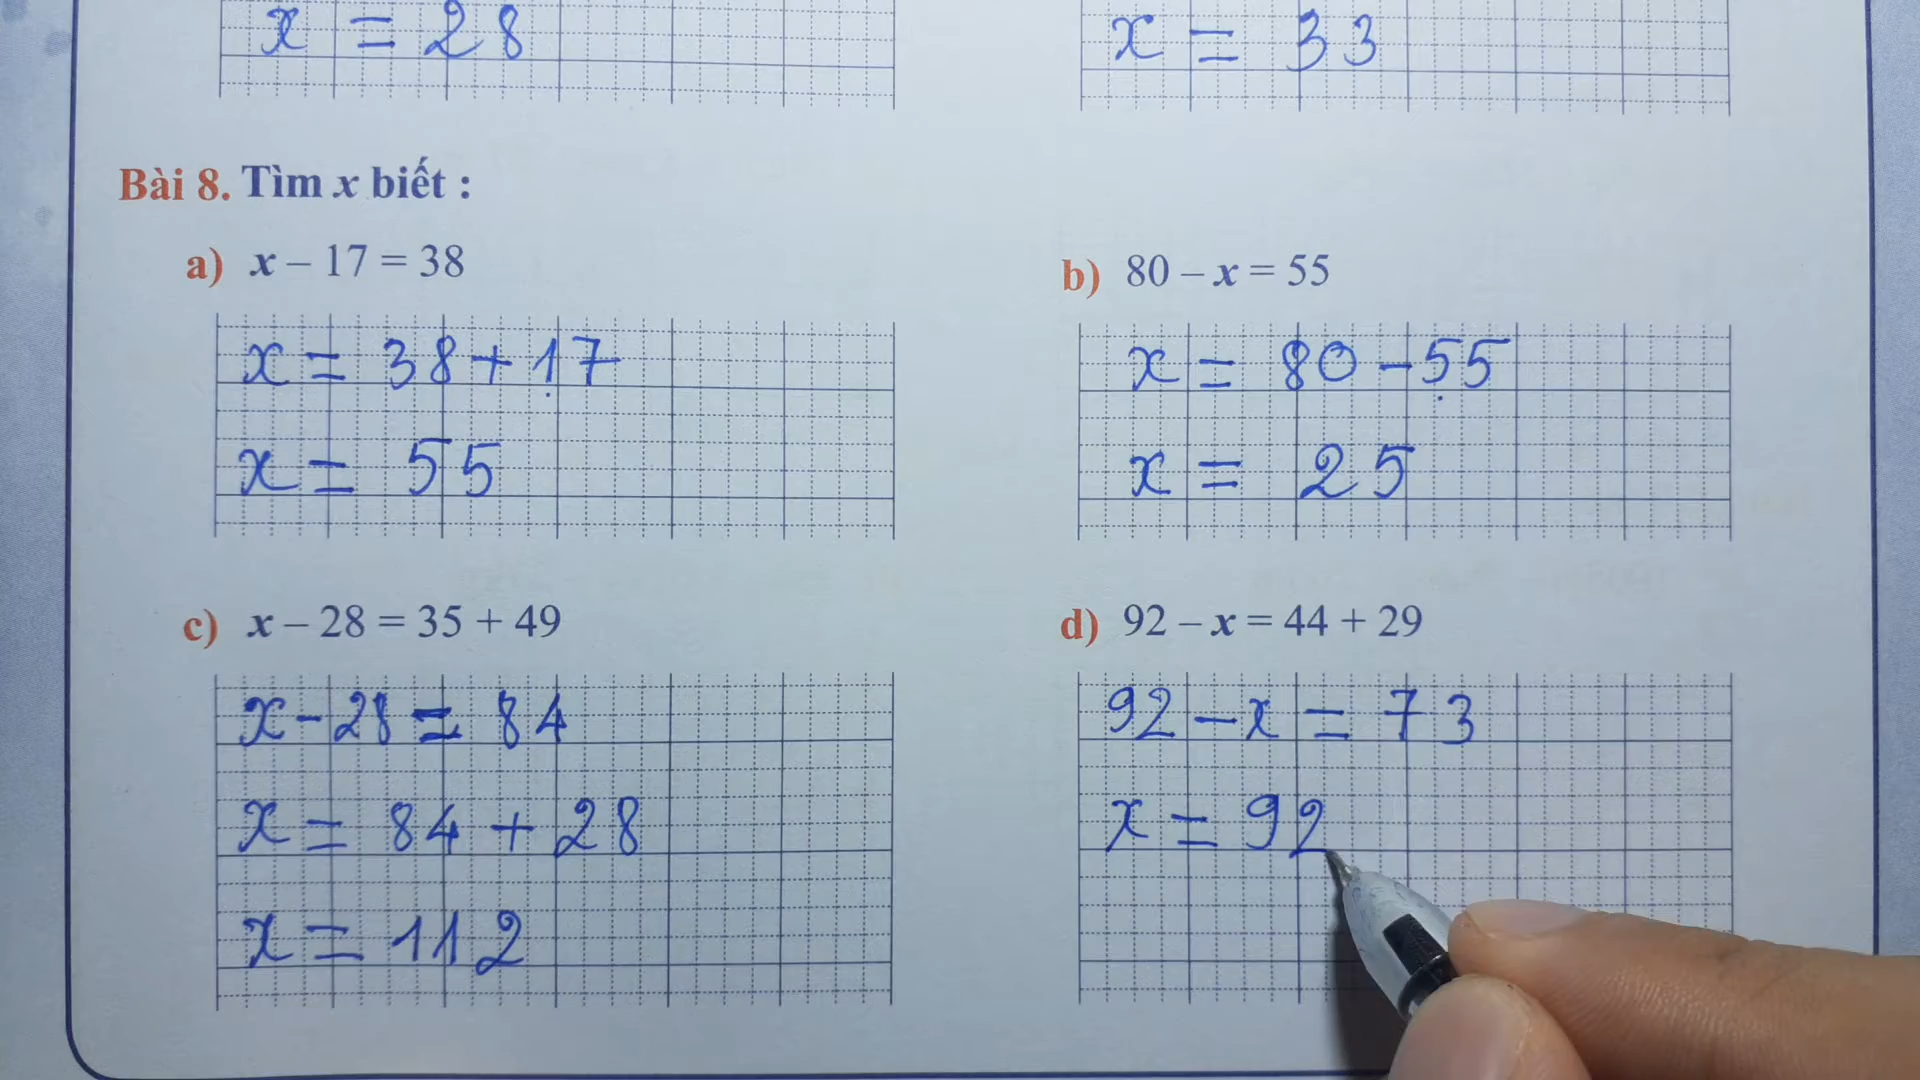 x = 28
x = 33
Bài 8. Tìm x biết :
a) x – 17 = 38
x = 38 + 17
x = 55
b) 80 – x = 55
x = 80 - 55
x = 25
c) x – 28 = 35 + 49
x - 28 = 84
x = 84 + 28
x = 112
d) 92 – x = 44 + 29
92 - x = 73
x = 92